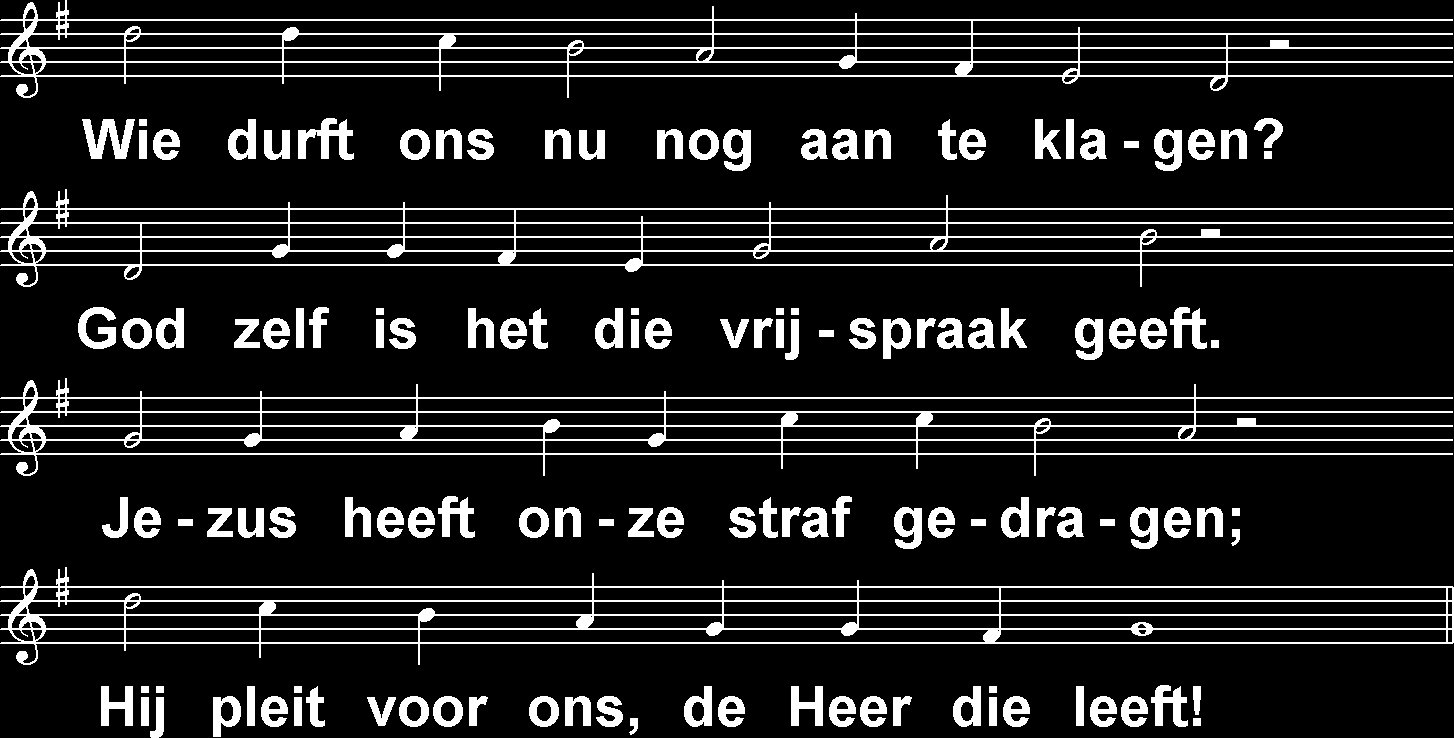 Wie durft ons nu nog aan te kla - gen?
God zelf is het die vrij - spraak geeft.
Je - zus heeft on - ze straf ge - dra - gen;
Hij pleit voor ons, de Heer die leeft!